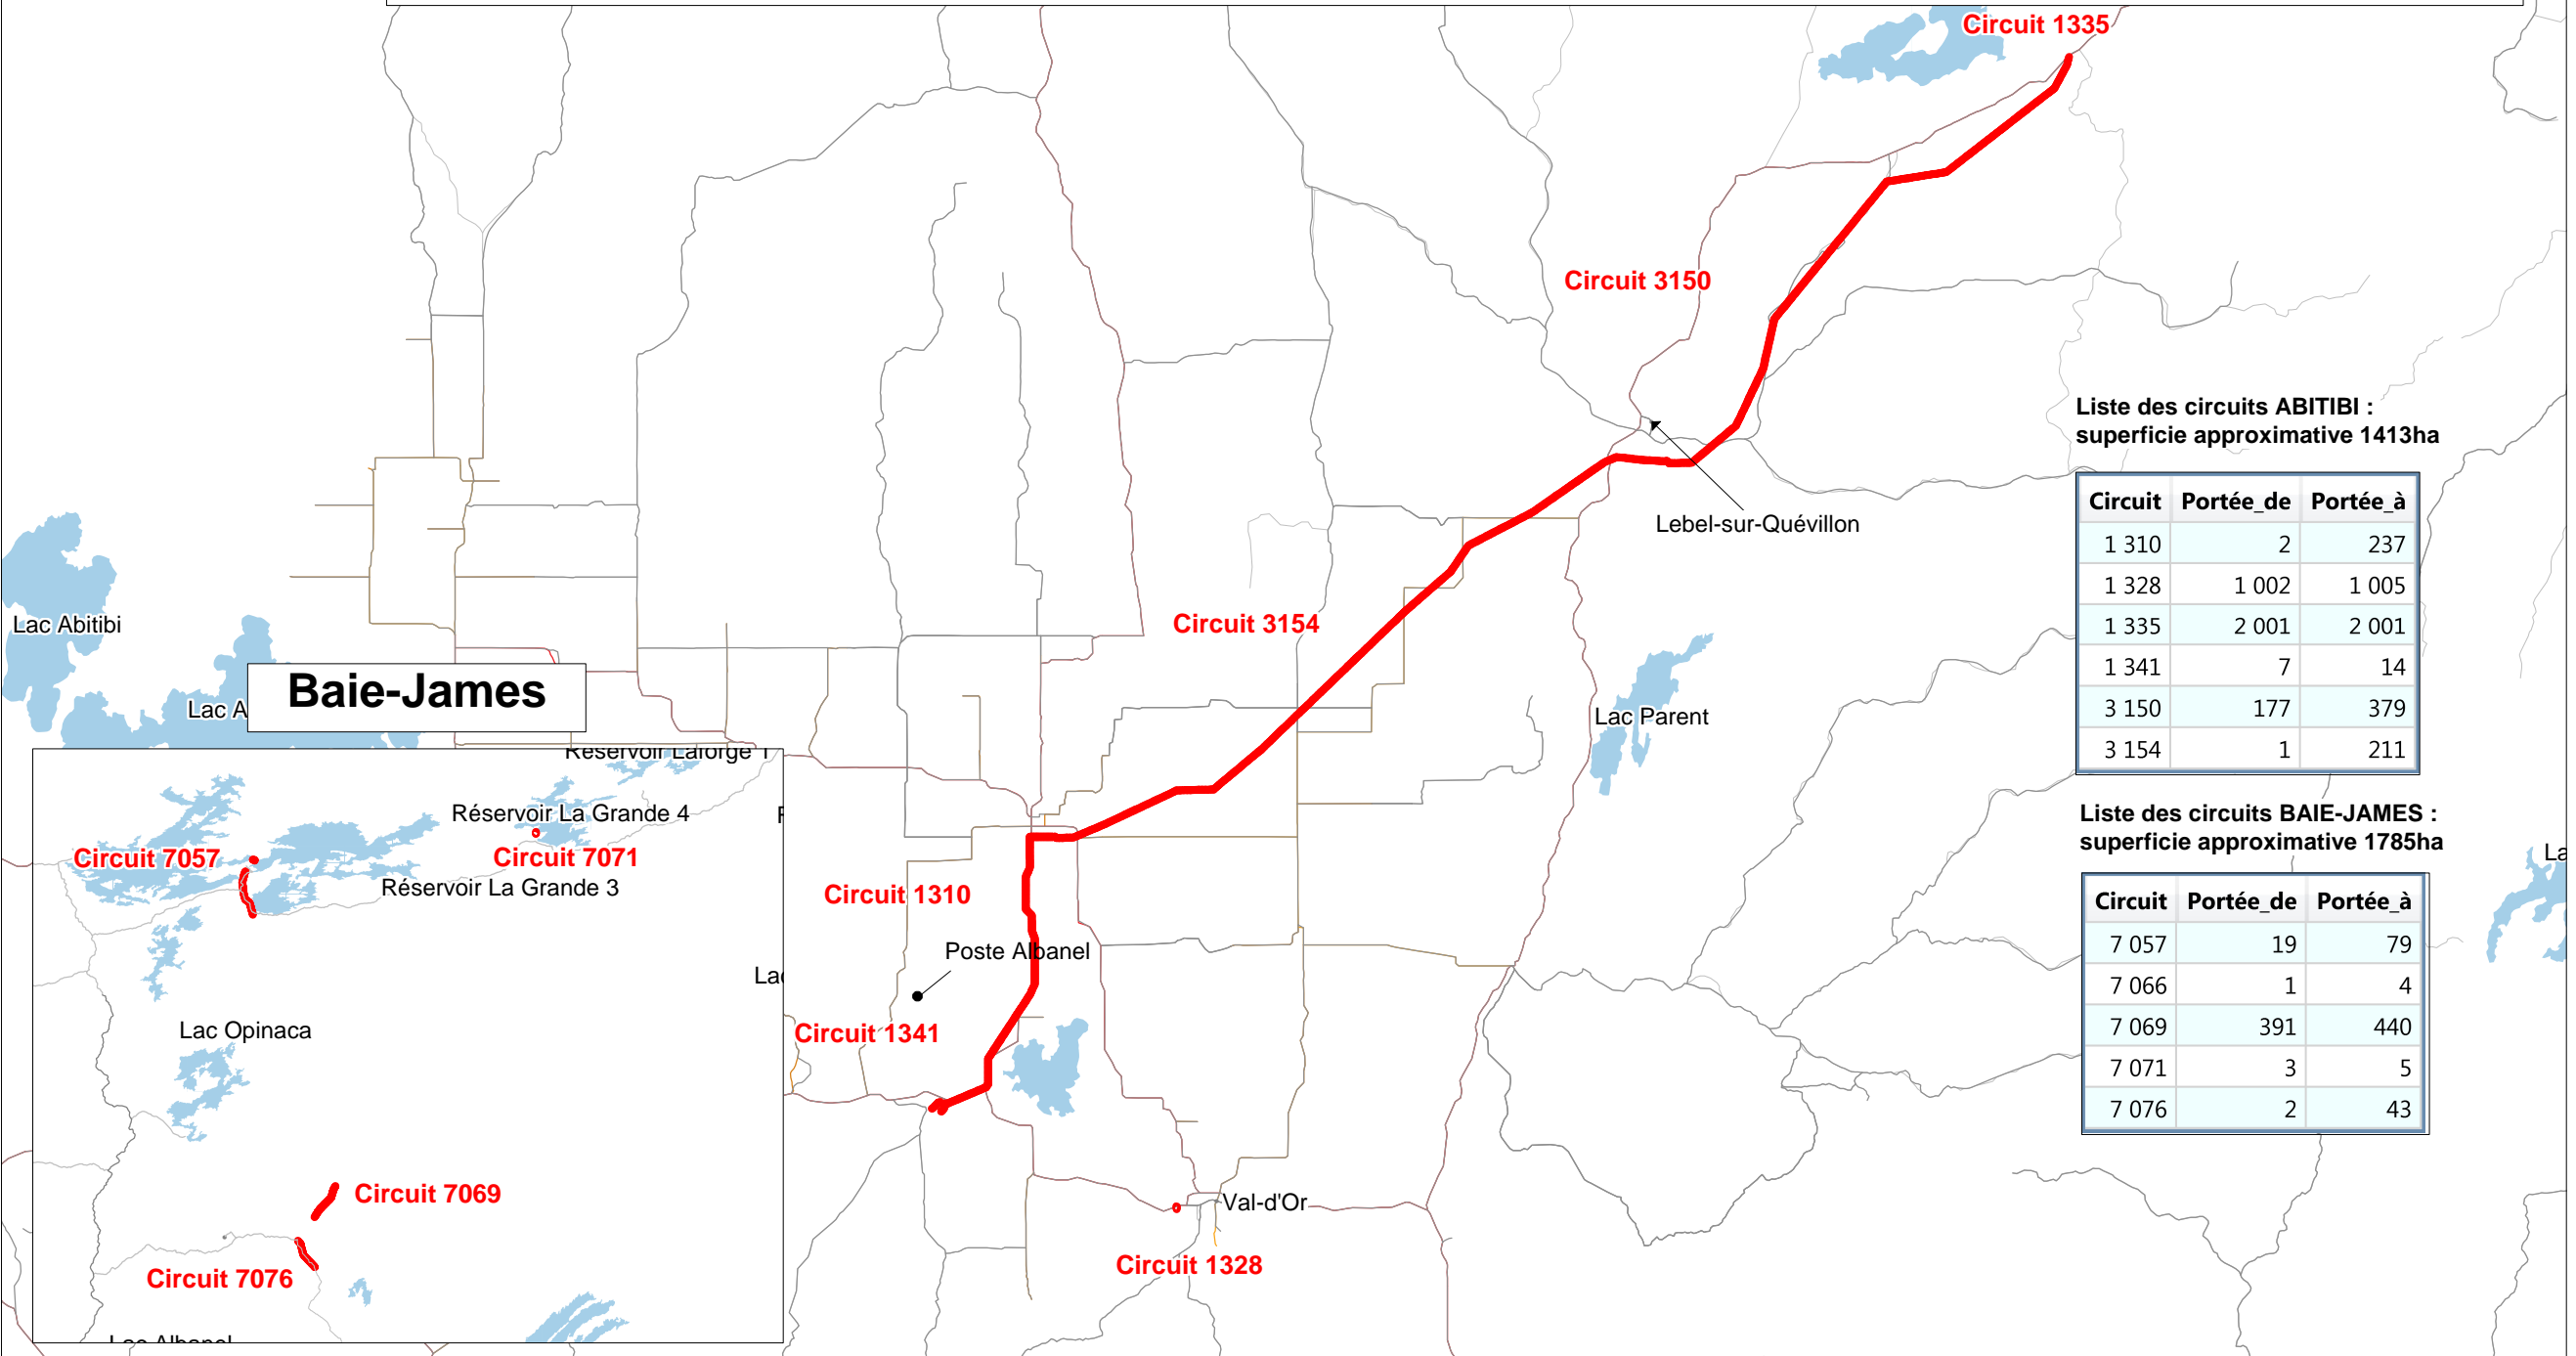 Circuit 1335
Circuit 3150
Liste des circuits ABITIBI :
superficie approximative 1413ha
Circuit Portée_de Portée_à
1 310 2 237
1 328 1 002 1 005
1 335 2 001 2 001
1 341 7 14
3 150 177 379
3 154 1 211
Lebel-sur-Quévillon
Lac Abitibi
Circuit 3154
Baie-James
Lac A
Lac Parent
Réservoir Laforge 1
Réservoir La Grande 4
Circuit 7057
Circuit 7071
Réservoir La Grande 3
Liste des circuits BAIE-JAMES :
superficie approximative 1785ha
Circuit Portée_de Portée_à
7 057 19 79
7 066 1 4
7 069 391 440
7 071 3 5
7 076 2 43
Circuit 1310
Poste Albanel
Circuit 1341
Lac Opinaca
Circuit 7069
Val-d'Or
Circuit 1328
Circuit 7076
Lac Albanel